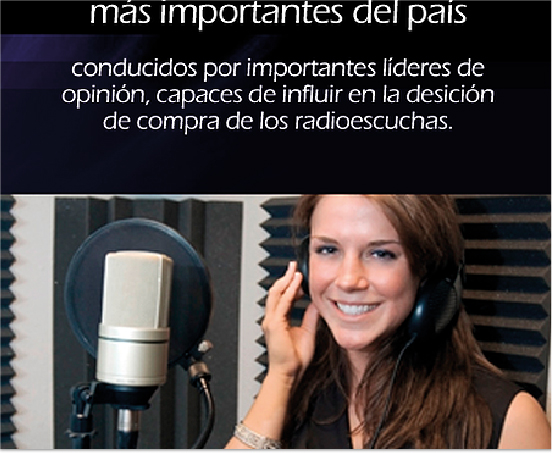 más importantes del país
conducidos por importantes líderes de
opinión, capaces de influir en la desición
de compra de los radioescuchas.